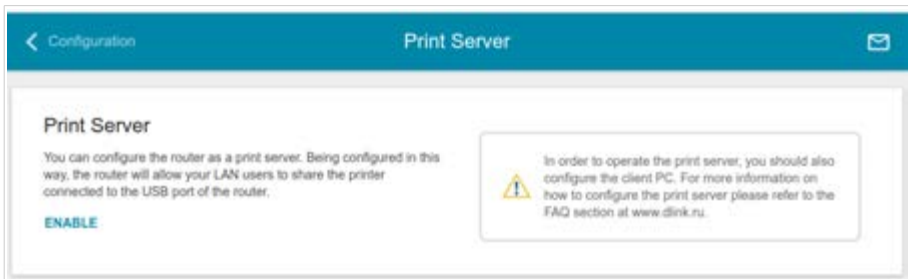 Configuration
Print Server
Print Server
You can configure the router as a print server. Being configured in this
way, the router will allow your LAN users to share the printer
connected to the USB port of the router.
ENABLE
In order to operate the print server, you should also
configure the client PC. For more information on
how to configure the print server please refer to the
FAQ section at www.dlink.ru.